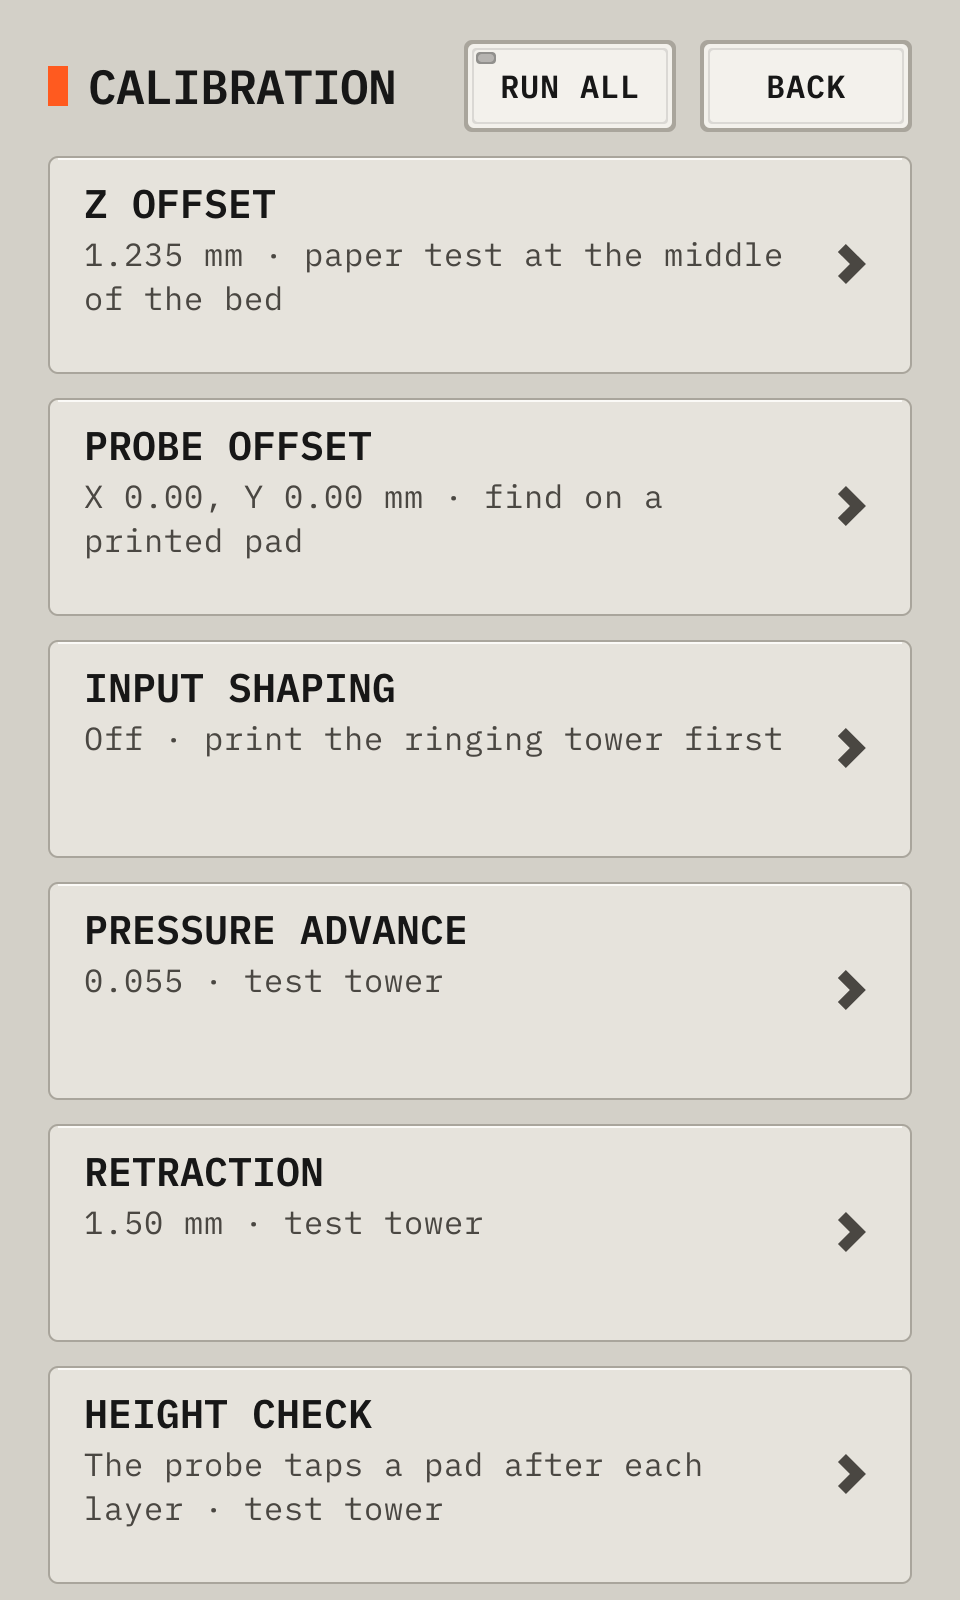 CALIBRATION
RUN ALL
BACK
Z OFFSET
1.235 mm · paper test at the middle
of the bed
PROBE OFFSET
X 0.00, Y 0.00 mm · find on a
printed pad
INPUT SHAPING
Off · print the ringing tower first
PRESSURE ADVANCE
0.055 · test tower
RETRACTION
1.50 mm · test tower
HEIGHT CHECK
The probe taps a pad after each
layer · test tower